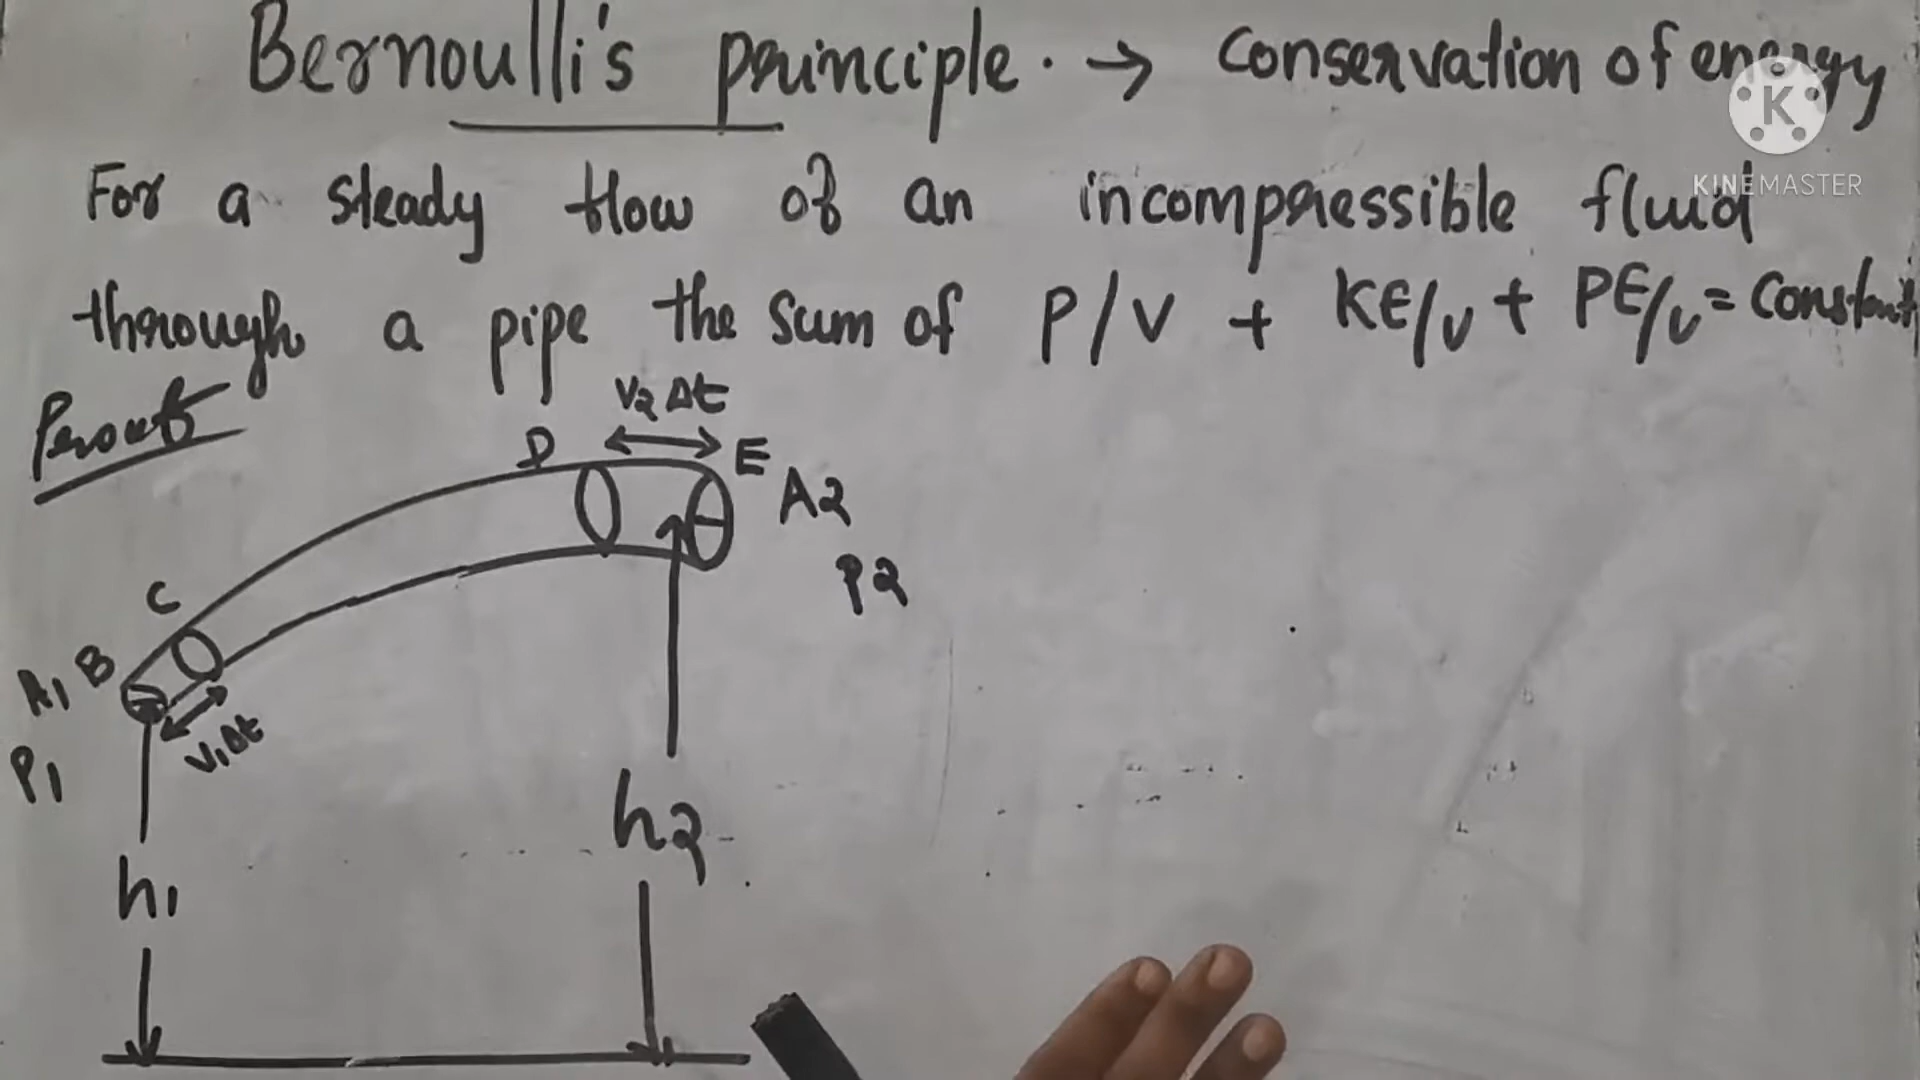 Bernoulli's principle. → Conservation of energy
K
KINEMASTER
For a steady flow of an incompressible fluid
through a pipe the sum of P/V + KE/V + PE/V = constant
Proof
V2 Δt
D
E
A2
P2
C
A1 B
V1Δt
P1
h2
h1